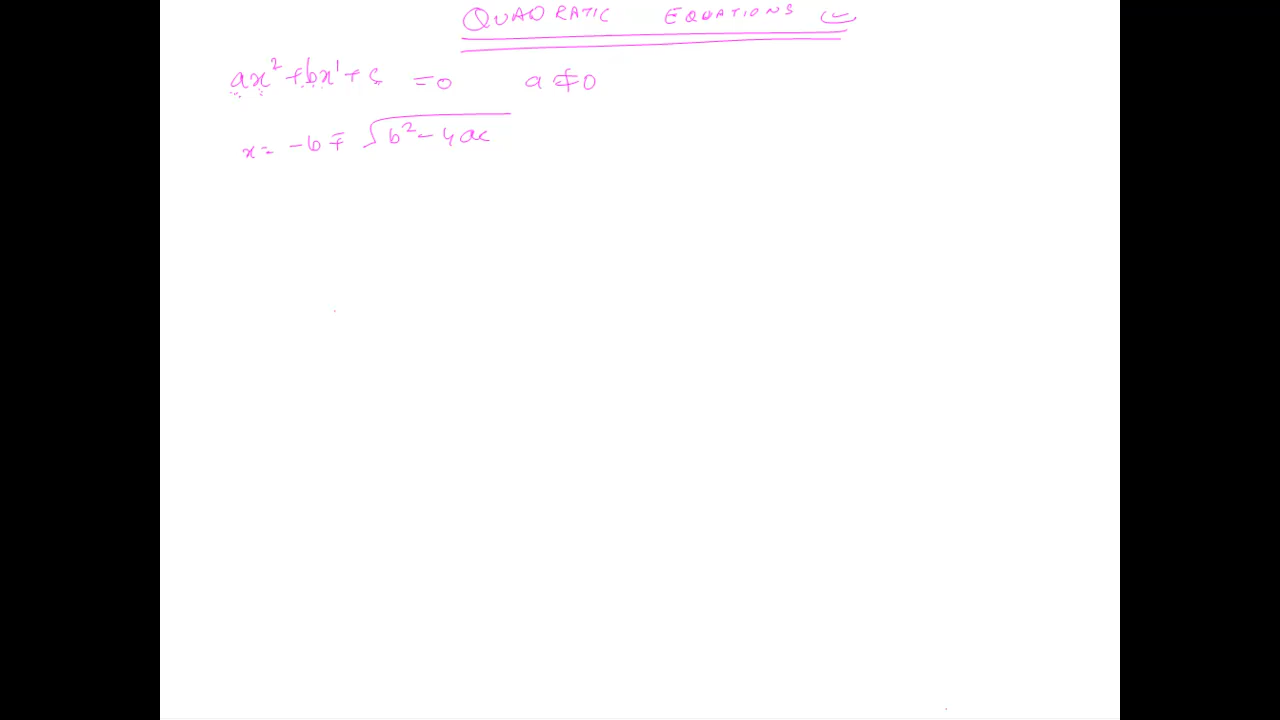 QUADRATIC EQUATIONS
ax² + bx¹ + c = 0 a ≠ 0
x = -b ∓ √b² - 4ac